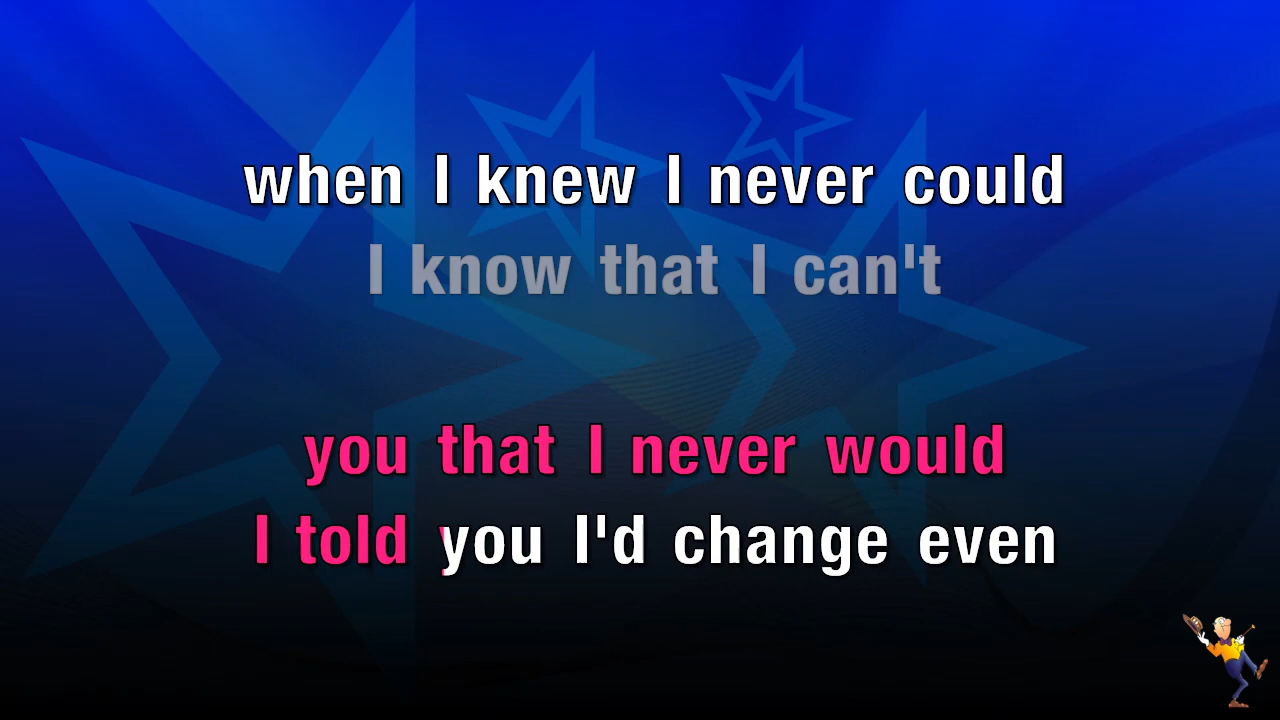 when I knew I never could
I know that I can't
you that I never would
I told you I'd change even